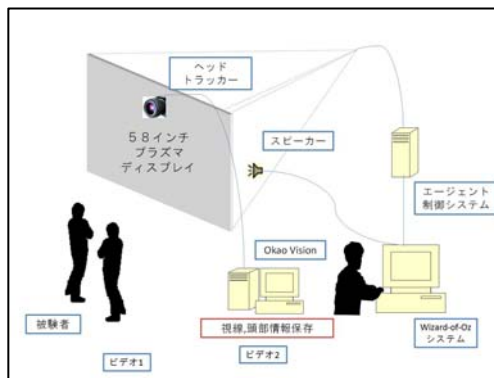 ヘッド
トラッカー
５８インチ
プラズマ
ディスプレイ
スピーカー
エージェント
制御システム
Okao Vision
被験者
視線,頭部情報保存
Wizard-of-Oz
システム
ビデオ1
ビデオ2